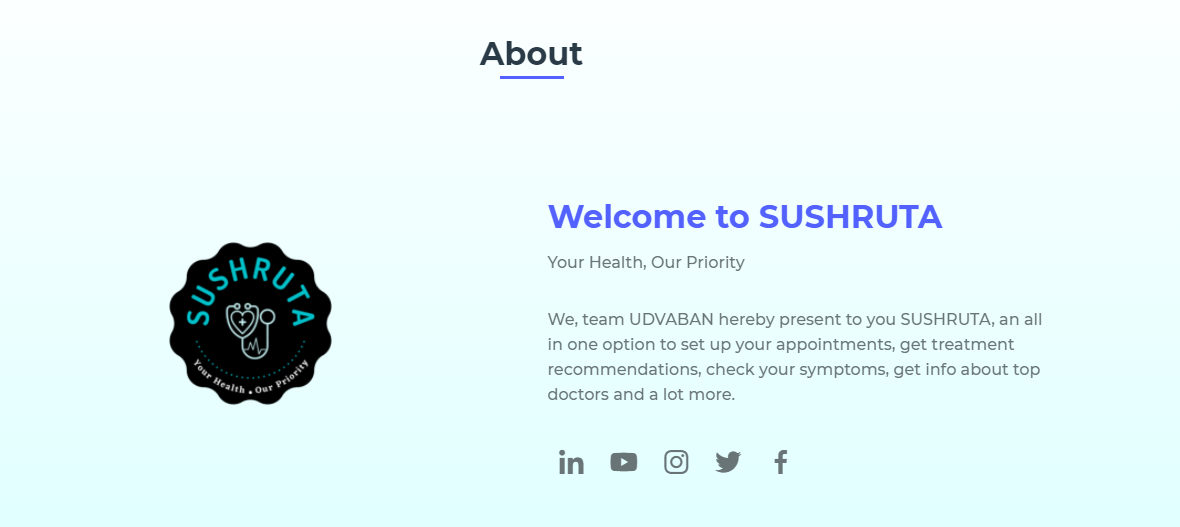 About
Welcome to SUSHRUTA
Your Health, Our Priority
SUSHRUTA
Your Health • Our Priority
We, team UDVABAN hereby present to you SUSHRUTA, an all
in one option to set up your appointments, get treatment
recommendations, check your symptoms, get info about top
doctors and a lot more.